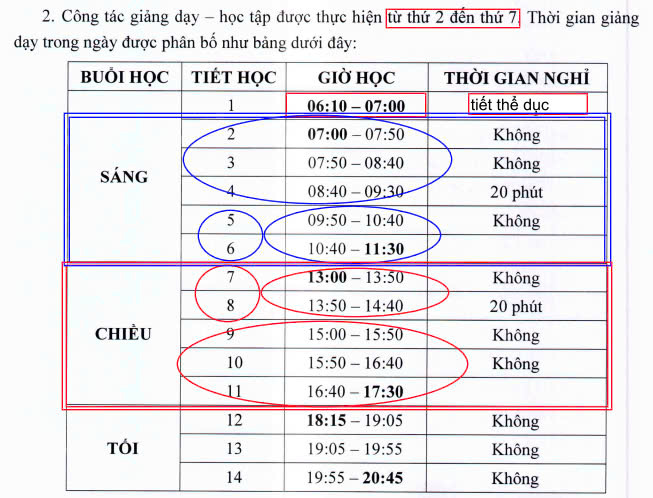 2. Công tác giảng dạy – học tập được thực hiện từ thứ 2 đến thứ 7. Thời gian giảng
dạy trong ngày được phân bố như bảng dưới đây:
BUỔI HỌC TIẾT HỌC GIỜ HỌC THỜI GIAN NGHỈ
1 06:10 – 07:00 tiết thể dục
2 07:00 – 07:50 Không
3 07:50 – 08:40 Không
SÁNG
4 08:40 – 09:30 20 phút
5 09:50 – 10:40 Không
6 10:40 – 11:30
7 13:00 – 13:50 Không
8 13:50 – 14:40 20 phút
CHIỀU 9 15:00 – 15:50 Không
10 15:50 – 16:40 Không
11 16:40 – 17:30
12 18:15 – 19:05 Không
TỐI 13 19:05 – 19:55 Không
14 19:55 – 20:45 Không